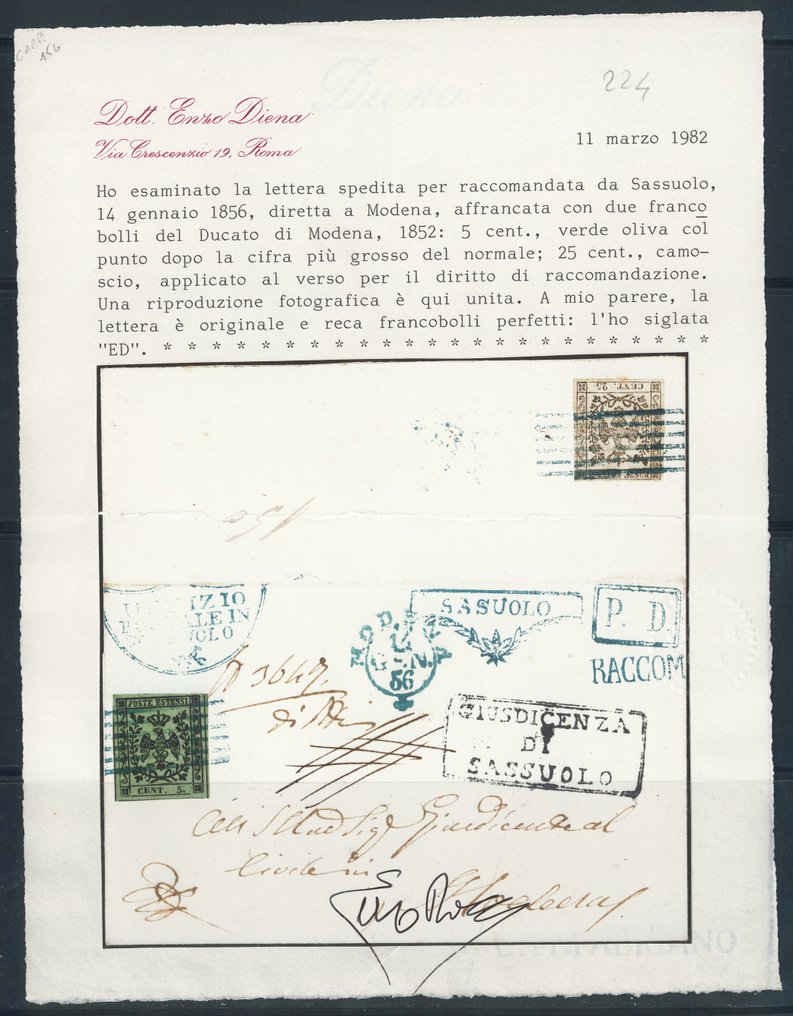 CARR.
156
224
Dott. Enzo Diena
Via Crescenzio 19, Roma
11 marzo 1982
Ho esaminato la lettera spedita per raccomandata da Sassuolo,
14 gennaio 1856, diretta a Modena, affrancata con due franco
bolli del Ducato di Modena, 1852: 5 cent., verde oliva col
punto dopo la cifra più grosso del normale; 25 cent., camo-
scio, applicato al verso per il diritto di raccomandazione.
Una riproduzione fotografica è qui unita. A mio parere, la
lettera è originale e reca francobolli perfetti: l'ho siglata
"ED". * * * * * * * * * * * * * * * * * * * * * * *
CENT. 25
SASUOLO
P. D.
MODENA
GEN.
56
RACCOM
POSTE ESTENSI
CENT. 5.
GIUSDICENZA
DI
SASSUOLO